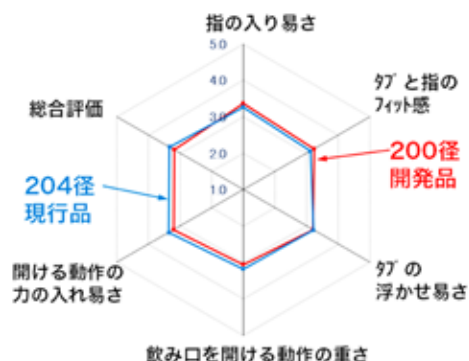 指の入り易さ
50
40
30
20
10
タブと指の
フィット感
総合評価
200径
開発品
204径
現行品
開ける動作の
力の入れ易さ
タブの
浮かせ易さ
飲み口を開ける動作の重さ